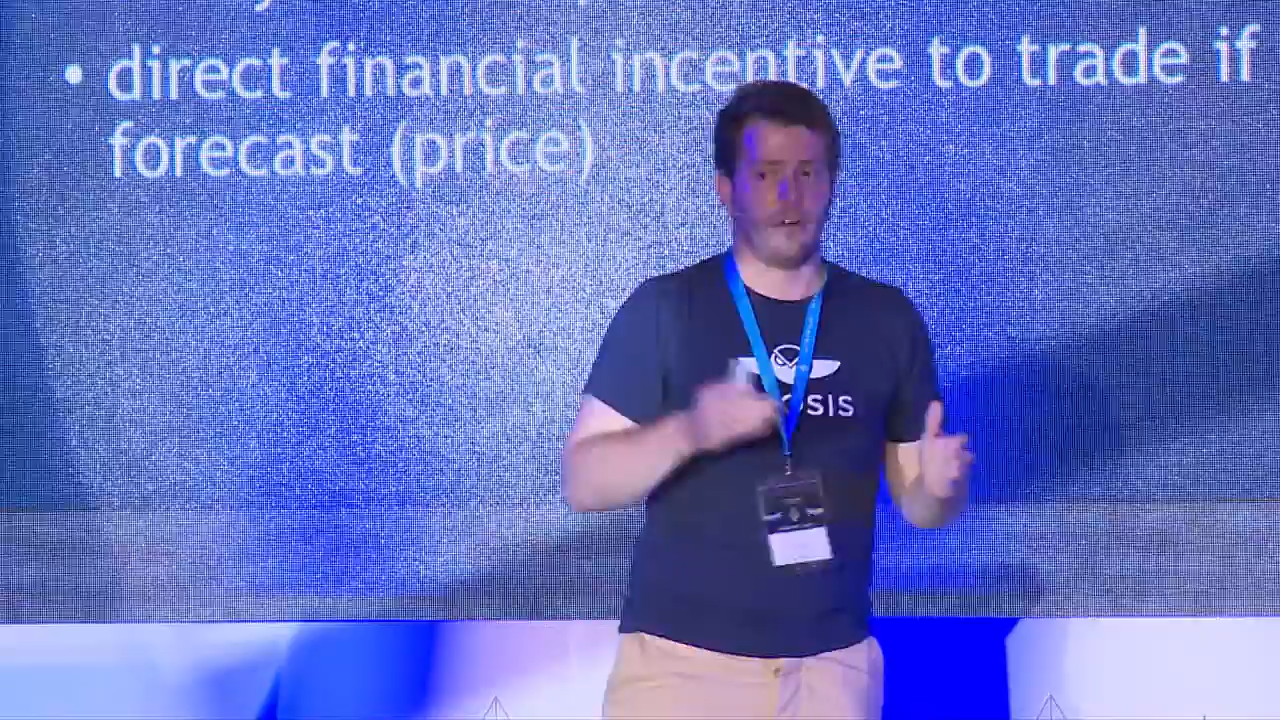 • direct financial incentive to trade if
forecast (price)
OSIS